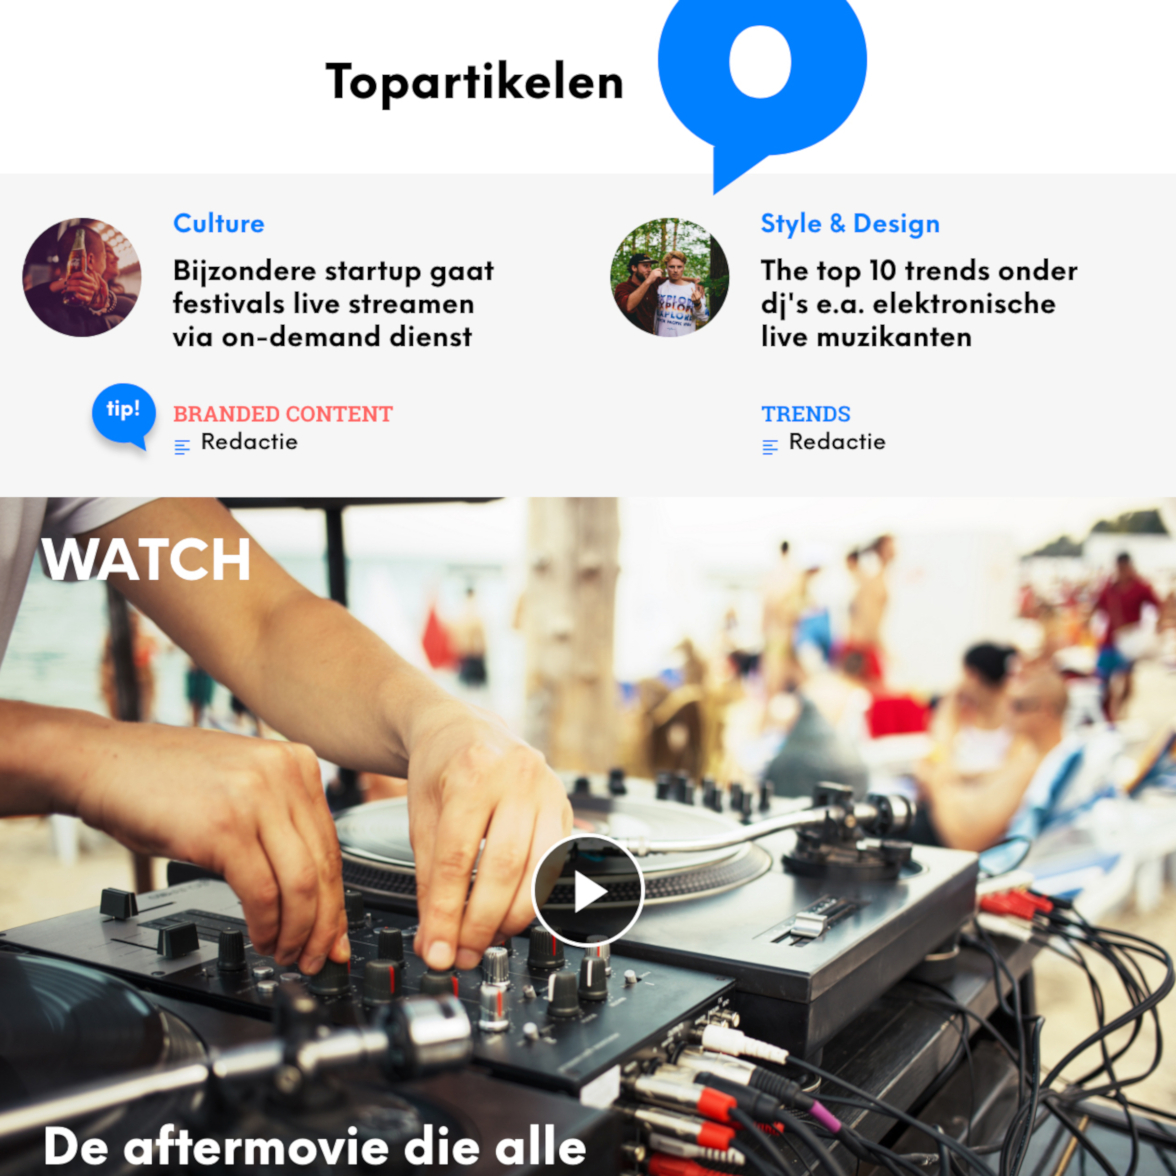 Topartikelen
Culture
Bijzondere startup gaat
festivals live streamen
via on-demand dienst
tip!
BRANDED CONTENT
Redactie
Style & Design
The top 10 trends onder
dj's e.a. elektronische
live muzikanten
TRENDS
Redactie
WATCH
De aftermovie die alle